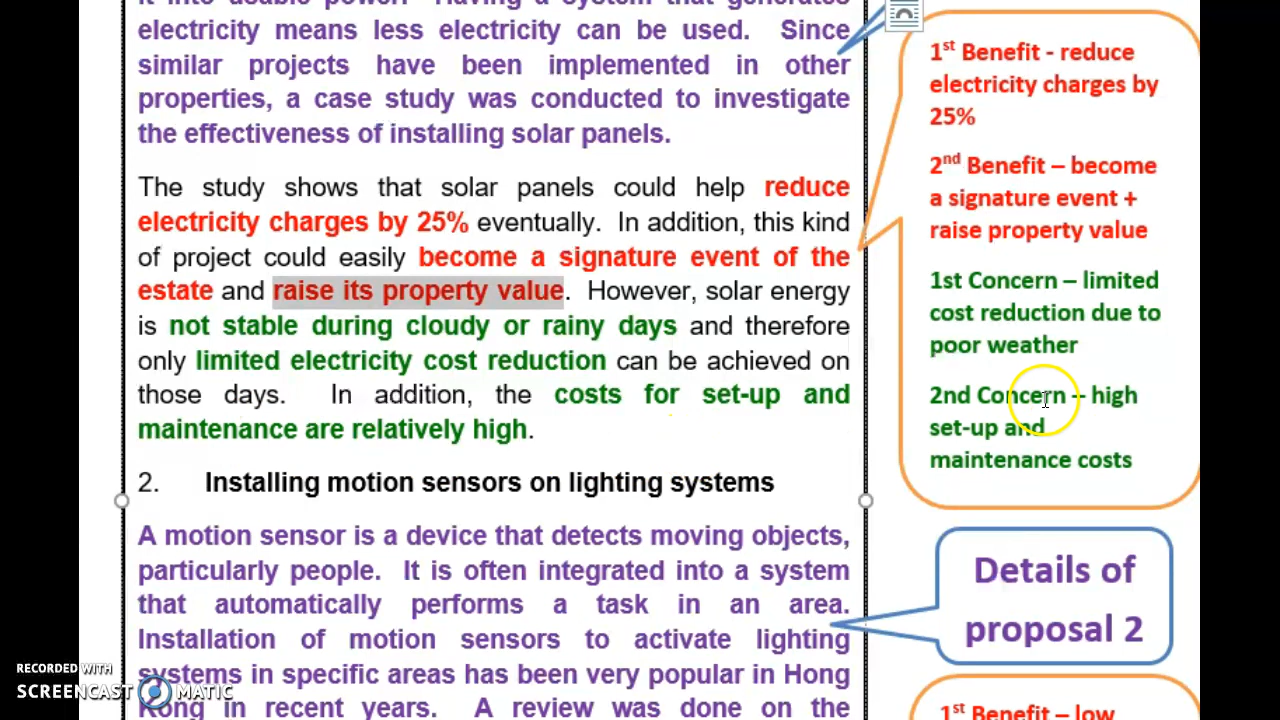 it into usable power. Having a system that generates
electricity means less electricity can be used. Since
similar projects have been implemented in other
properties, a case study was conducted to investigate
the effectiveness of installing solar panels.
The study shows that solar panels could help reduce
electricity charges by 25% eventually. In addition, this kind
of project could easily become a signature event of the
estate and raise its property value. However, solar energy
is not stable during cloudy or rainy days and therefore
only limited electricity cost reduction can be achieved on
those days. In addition, the costs for set-up and
maintenance are relatively high.
2. Installing motion sensors on lighting systems
A motion sensor is a device that detects moving objects,
particularly people. It is often integrated into a system
that automatically performs a task in an area.
Installation of motion sensors to activate lighting
systems in specific areas has been very popular in Hong
Kong in recent years. A review was done on the
1st Benefit - reduce
electricity charges by
25%
2nd Benefit – become
a signature event +
raise property value
1st Concern – limited
cost reduction due to
poor weather
2nd Concern – high
set-up and
maintenance costs
Details of
proposal 2
1st Benefit – low
RECORDED WITH
SCREENCAST MATIC